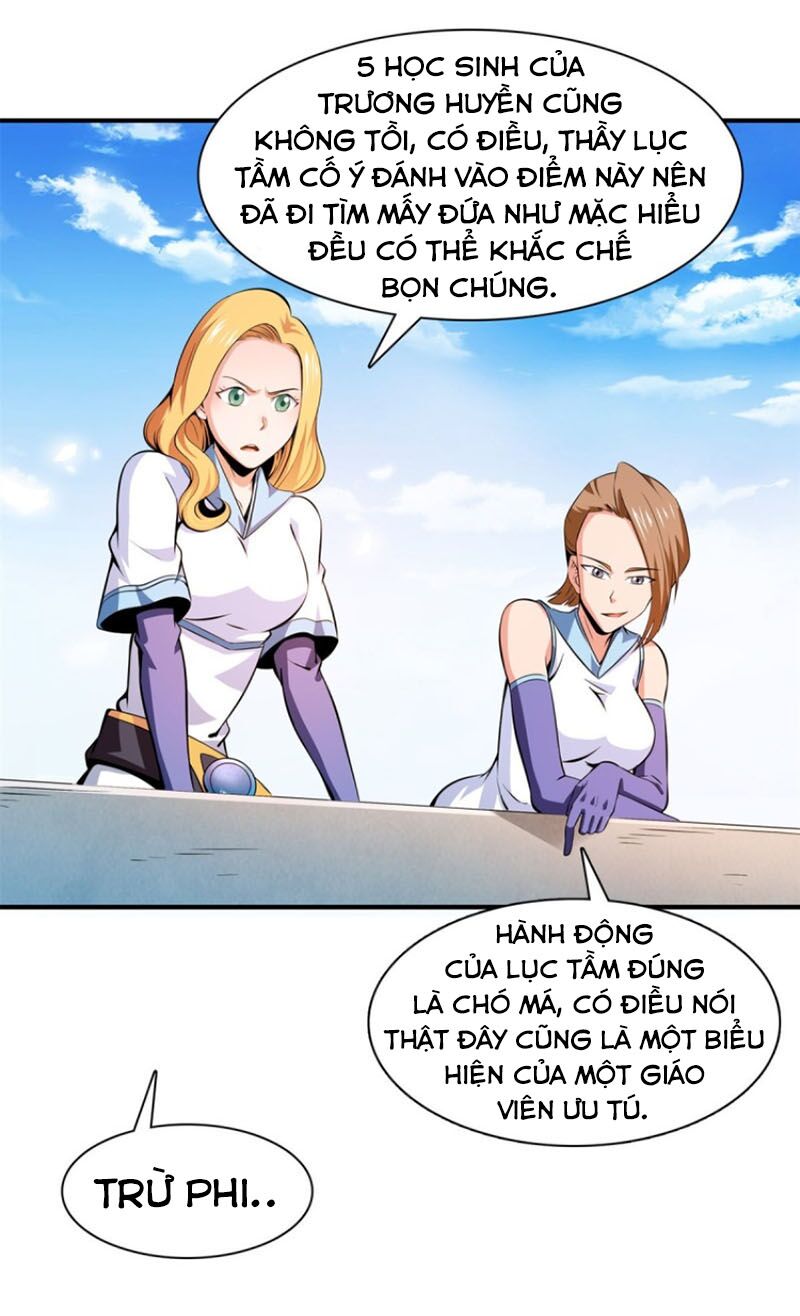 5 HỌC SINH CỦA
TRƯƠNG HUYỀN CŨNG
KHÔNG TỒI, CÓ ĐIỀU, THẦY LỤC
TẦM CỐ Ý ĐÁNH VÀO ĐIỂM NÀY NÊN
ĐÃ ĐI TÌM MẤY ĐỨA NHƯ MẶC HIỂU
ĐỀU CÓ THỂ KHẮC CHẾ
BỌN CHÚNG.
HÀNH ĐỘNG
CỦA LỤC TẦM ĐÚNG
LÀ CHÓ MÁ, CÓ ĐIỀU NÓI
THẬT ĐÂY CŨNG LÀ MỘT BIỂU
HIỆN CỦA MỘT GIÁO
VIÊN ƯU TÚ.
TRỪ PHI..